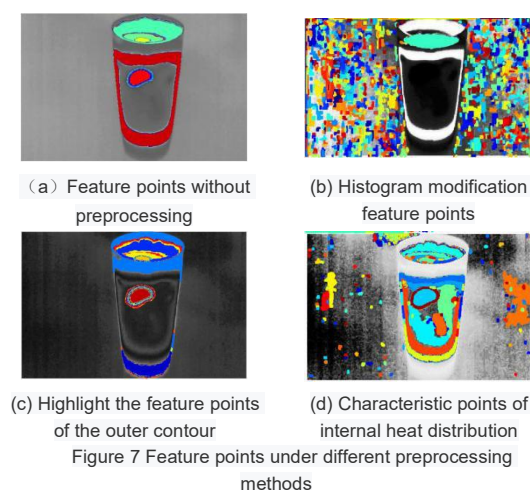 （a）Feature points without
preprocessing
(b) Histogram modification
feature points
(c) Highlight the feature points
of the outer contour
(d) Characteristic points of
internal heat distribution
Figure 7 Feature points under different preprocessing
methods